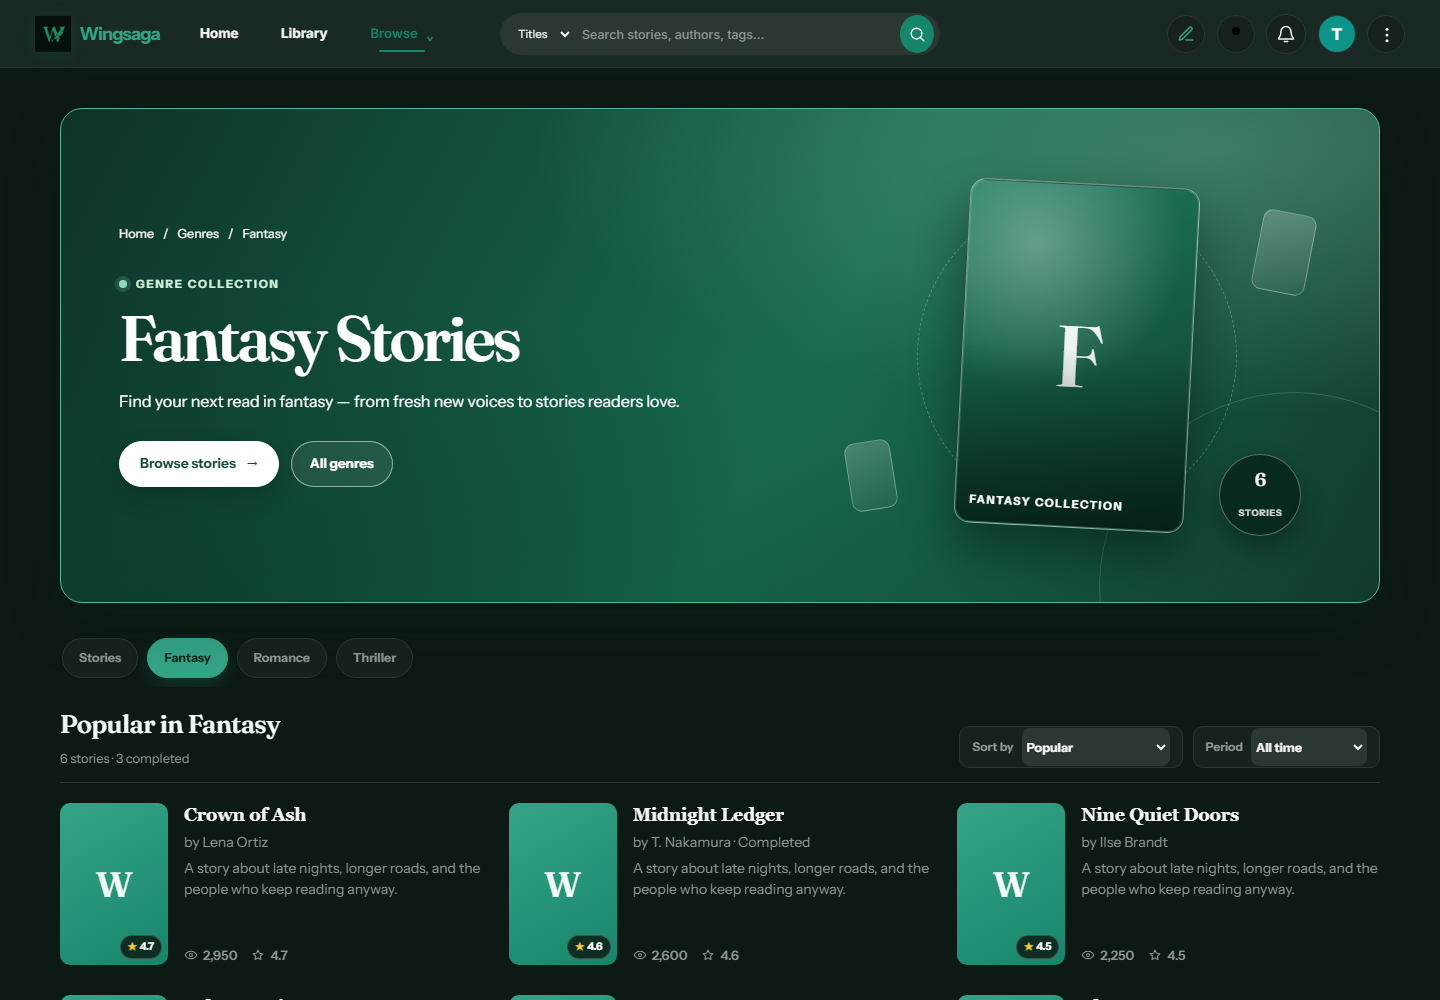 W Wingsaga Home Library Browse Titles Search stories, authors, tags... T
Home / Genres / Fantasy
GENRE COLLECTION
Fantasy Stories
Find your next read in fantasy — from fresh new voices to stories readers love.
Browse stories → All genres
F
FANTASY COLLECTION
6
STORIES
Stories Fantasy Romance Thriller
Popular in Fantasy
6 stories · 3 completed
Sort by Popular Period All time
W
★ 4.7
Crown of Ash
by Lena Ortiz
A story about late nights, longer roads, and the
people who keep reading anyway.
2,950 4.7
W
★ 4.6
Midnight Ledger
by T. Nakamura · Completed
A story about late nights, longer roads, and the
people who keep reading anyway.
2,600 4.6
W
★ 4.5
Nine Quiet Doors
by Ilse Brandt
A story about late nights, longer roads, and the
people who keep reading anyway.
2,250 4.5